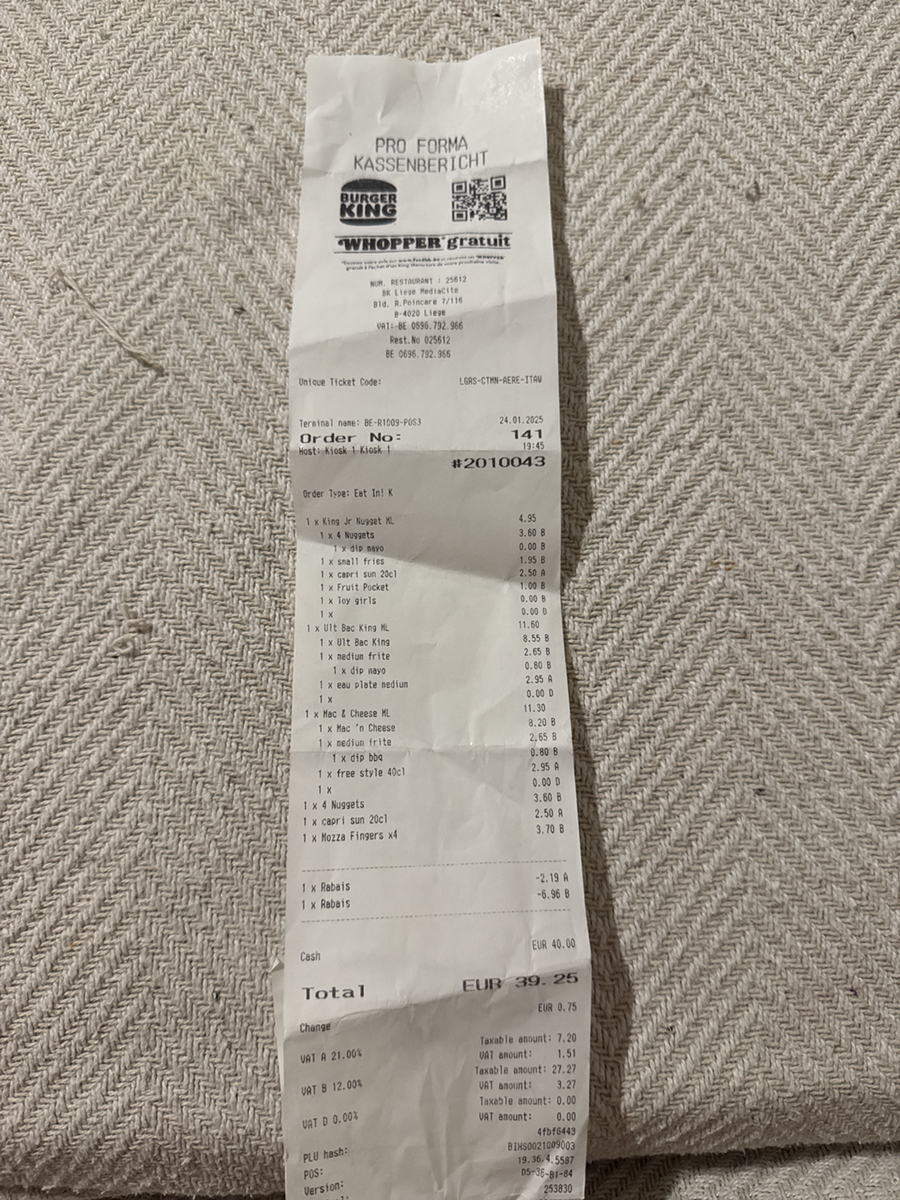 PRO FORMA
KASSENBERICHT
BURGER
KING
WHOPPER gratuit
NUM. RESTAURANT : 25612
BK Liege MediaCite
Bld. R.Poincare 7/116
B-4020 Liege
VAT: BE 0696.792.966
Rest.No 025612
BE 0696.792.966
Unique Ticket Code: LGRS-CTMN-AERE-ITAW
Terminal name: BE-R1009-POS3 24.01.2025
Order No: 141
Host: Kiosk 1 Kiosk 1 19:45
#2010043
Order Type: Eat In! K
1 x King Jr Nugget ML 4.95
1 x 4 Nuggets 3.60 B
1 x dip mayo 0.00 B
1 x small fries 1.95 B
1 x capri sun 20cl 2.50 A
1 x Fruit Pocket 1.00 B
1 x Toy girls 0.00 B
1 x 0.00 D
1 x Ult Bac King ML 11.60
1 x Ult Bac King 8.55 B
1 x medium frite 2.65 B
1 x dip mayo 0.80 B
1 x eau plate medium 2.95 A
1 x 0.00 D
1 x Mac & Cheese ML 11.30
1 x Mac 'n Cheese 8.20 B
1 x medium frite 2.65 B
1 x dip bbq 0.80 B
1 x free style 40cl 2.95 A
1 x 0.00 D
1 x 4 Nuggets 3.60 B
1 x capri sun 20cl 2.50 A
1 x Mozza Fingers x4 3.70 B
1 x Rabais -2.19 A
1 x Rabais -6.96 B
Cash EUR 40.00
Total EUR 39.25
Change EUR 0.75
VAT A 21.00% Taxable amount: 7.20
VAT amount: 1.51
VAT B 12.00% Taxable amount: 27.27
VAT amount: 3.27
VAT D 0.00% Taxable amount: 0.00
VAT amount: 0.00
PLU hash: 4fbf6443
POS: BIHS0021009003
Version: 19.36.4.5587
05-36-B1-84
253830